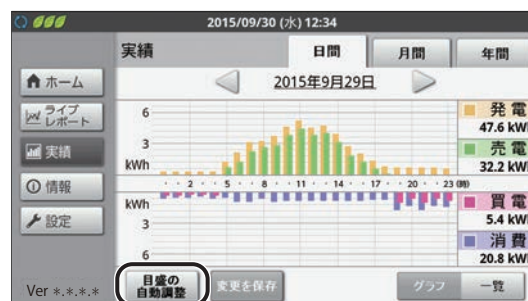 2015/09/30 (水) 12:34
実績
日間
月間
年間
2015年9月29日
ホーム
ライブ
レポート
実績
情報
設定
Ver *.*.*.*
6
3
kWh
・・2・・5・・8・・11・・14・・17・・20・・23 (時)
kWh
3
6
発電
47.6 kW
売電
32.2 kW
買電
5.4 kW
消費
20.8 kW
目盛の
自動調整
変更を保存
グラフ
一覧